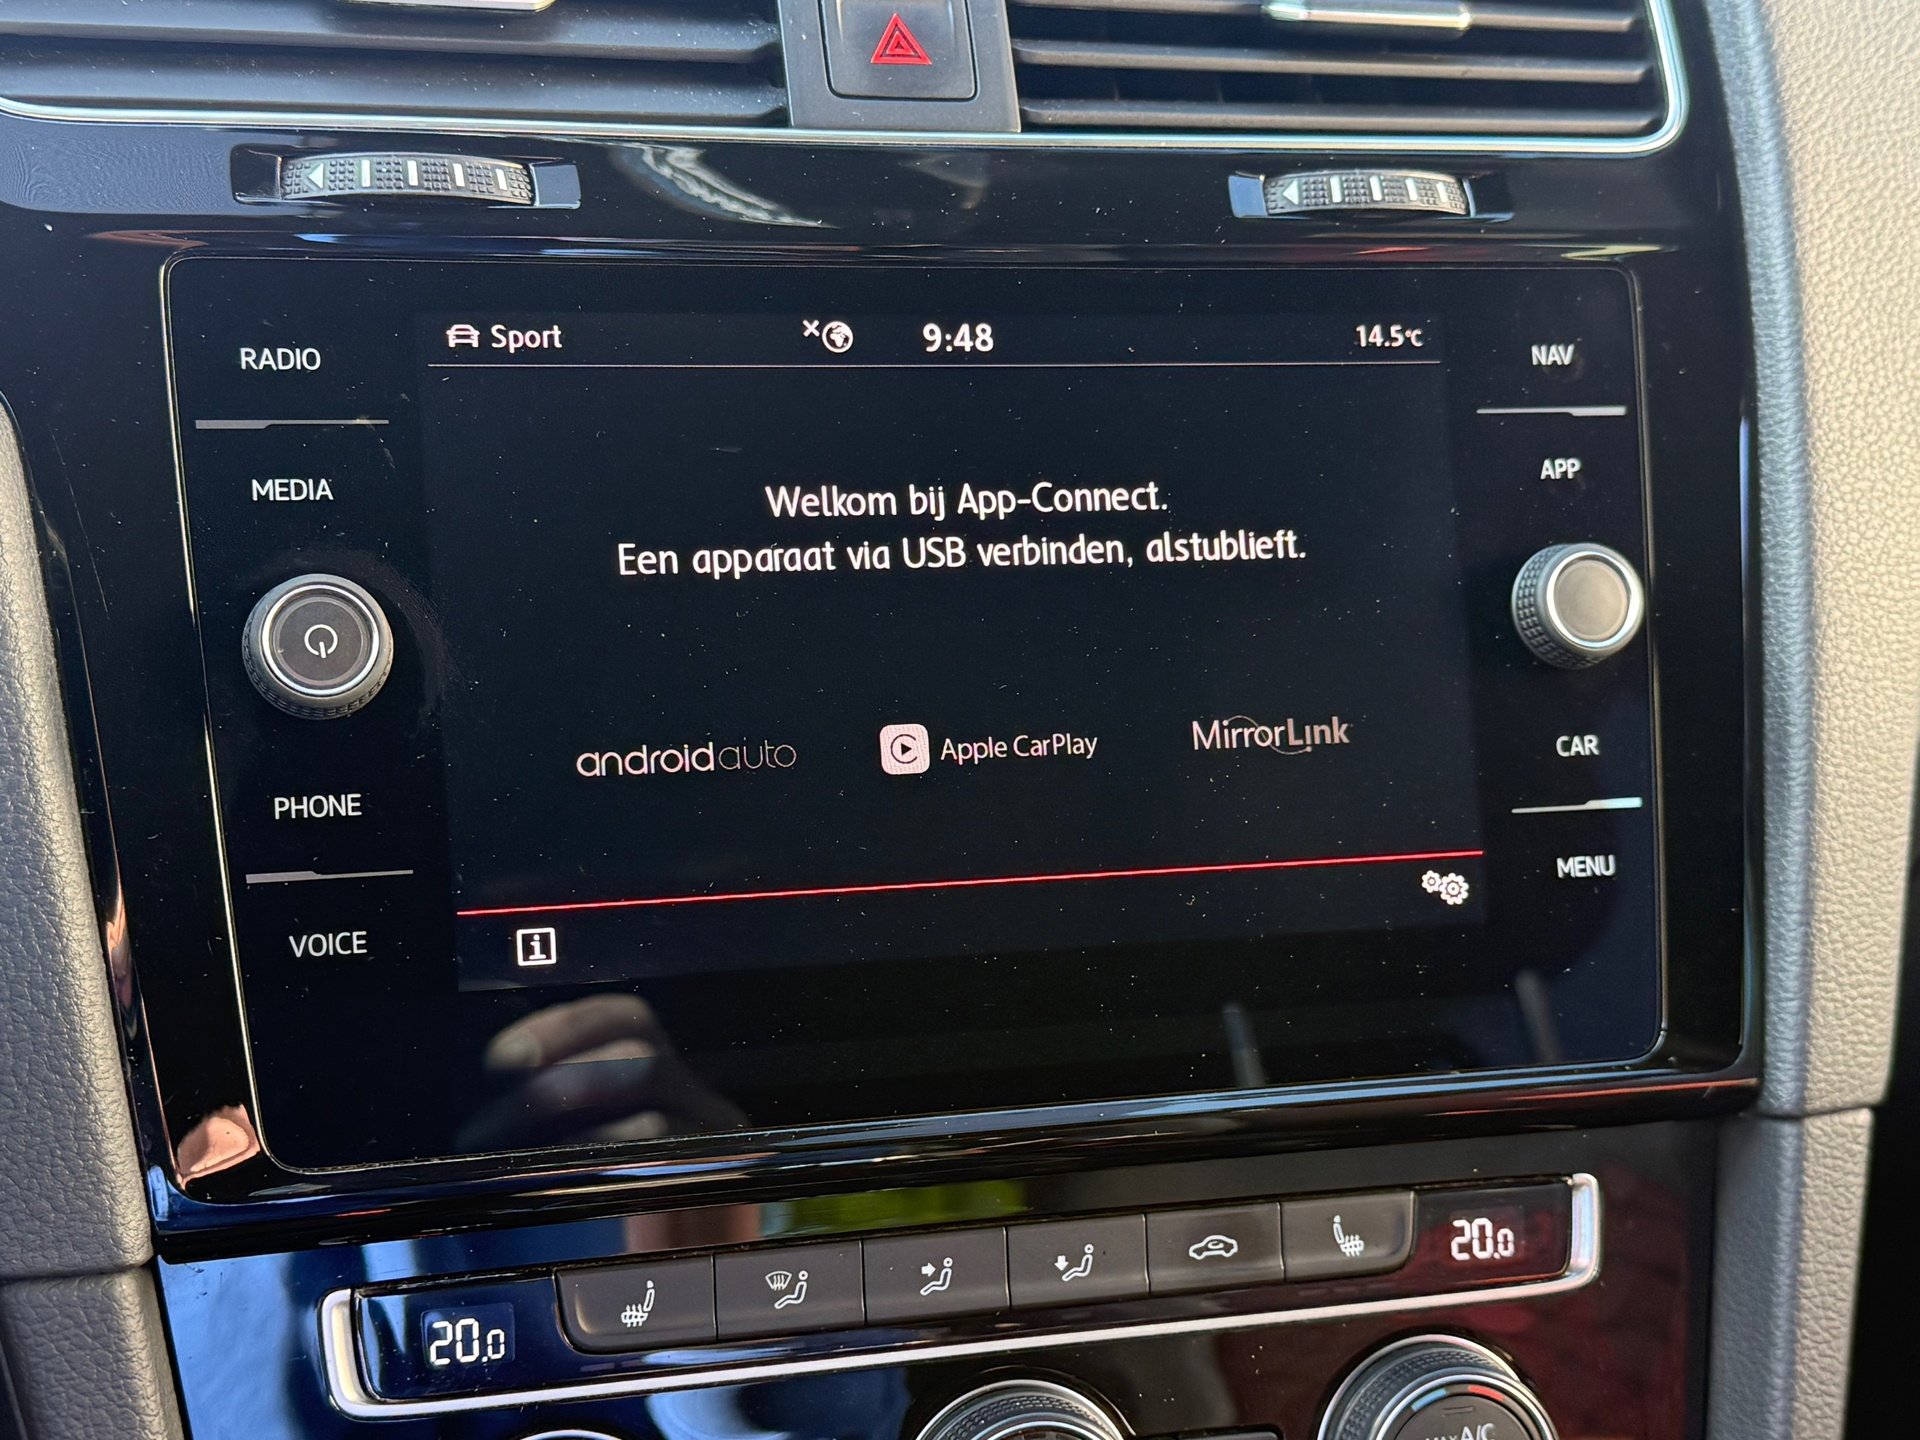 RADIO
MEDIA
PHONE
VOICE
Sport
9:48
14.5°C
Welkom bij App-Connect.
Een apparaat via USB verbinden, alstublieft.
androidauto
Apple CarPlay
MirrorLink
i
NAV
APP
CAR
MENU
20.0
20.0
A/C